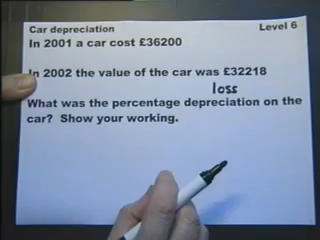 Car depreciation Level 6
In 2001 a car cost £36200
In 2002 the value of the car was £32218
loss
What was the percentage depreciation on the
car? Show your working.